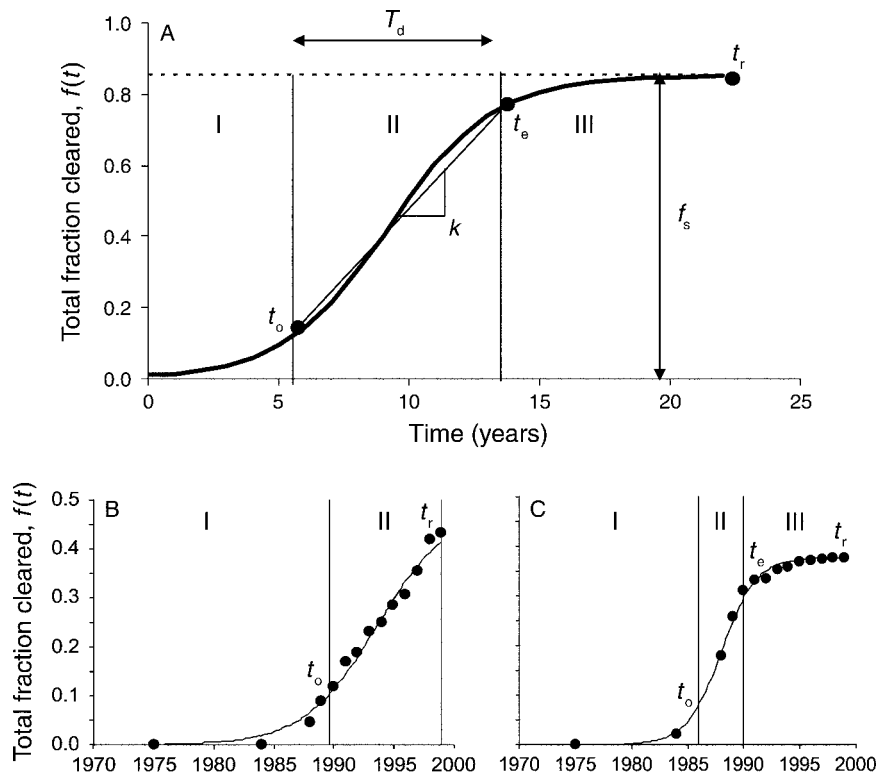 A
T_d
1.0
0.8
0.6
0.4
0.2
0.0
Total fraction cleared, f(t)
I
II
III
t_o
t_e
t_r
k
f_s
0 5 10 15 20 25
Time (years)
B
I
II
t_r
t_o
0.5
0.4
0.3
0.2
0.1
0.0
Total fraction cleared, f(t)
1970 1975 1980 1985 1990 1995 2000
C
I
II
III
t_r
t_e
t_o
1970 1975 1980 1985 1990 1995 2000